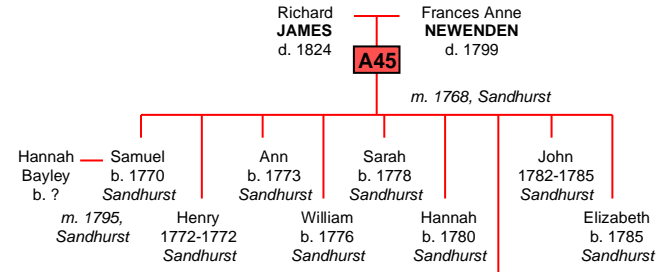 Richard
JAMES
d. 1824
Frances Anne
NEWENDEN
d. 1799
A45
m. 1768, Sandhurst
Hannah
Bayley
b. ?
Samuel
b. 1770
Sandhurst
m. 1795,
Sandhurst
Henry
1772-1772
Sandhurst
Ann
b. 1773
Sandhurst
William
b. 1776
Sandhurst
Sarah
b. 1778
Sandhurst
Hannah
b. 1780
Sandhurst
John
1782-1785
Sandhurst
Elizabeth
b. 1785
Sandhurst